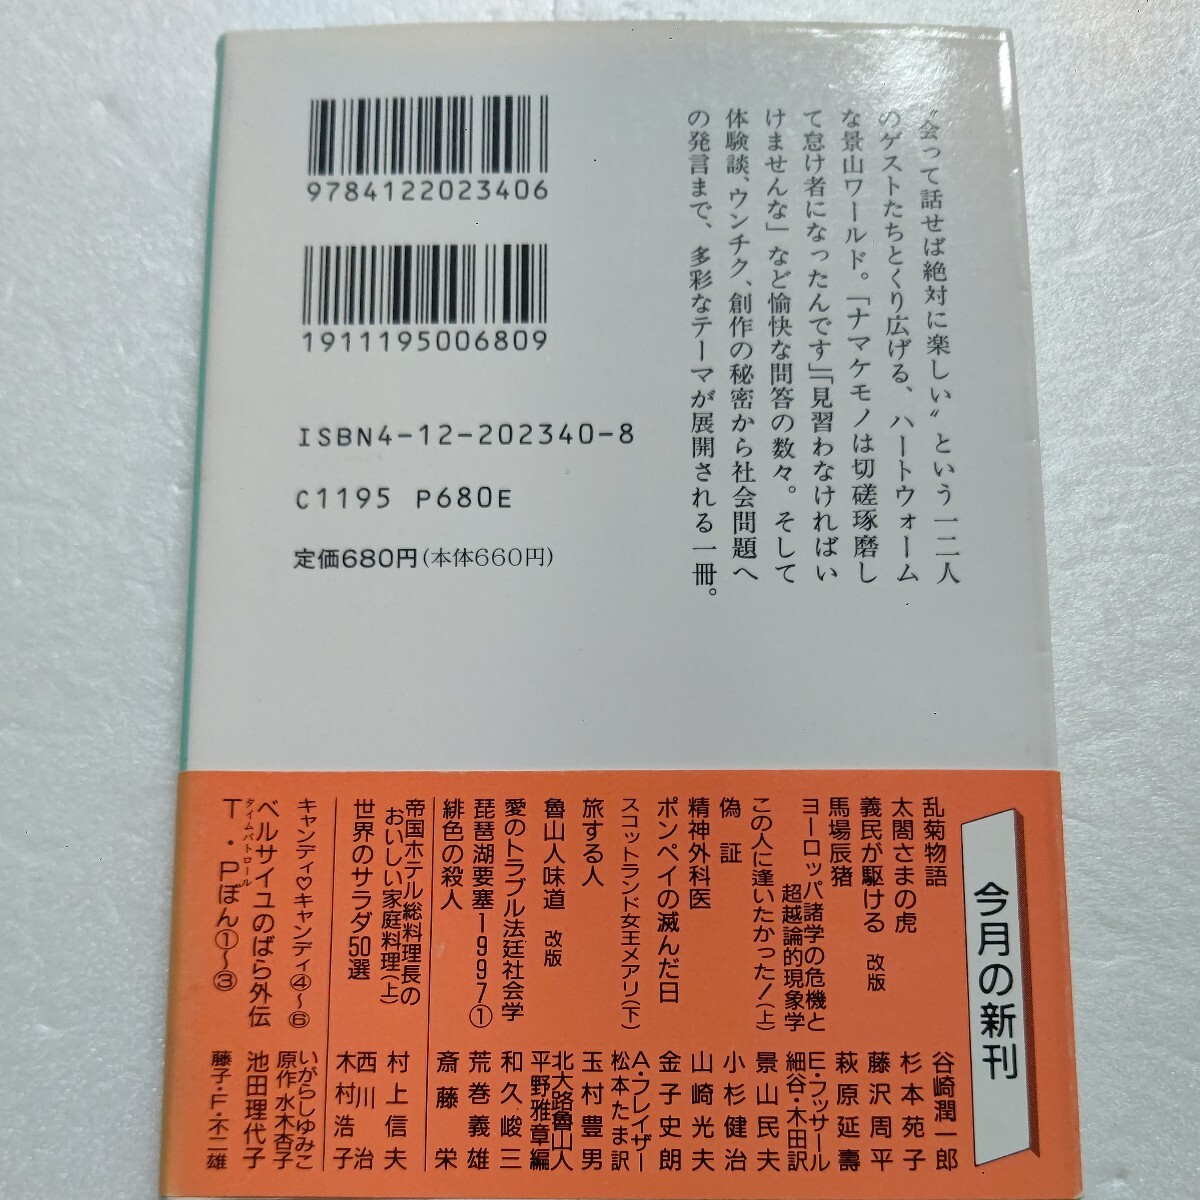 〝会って話せば絶対に楽しい〟という一二人
のゲストたちとくり広げる、ハートウォーム
な景山ワールド。「ナマケモノは切磋琢磨し
て怠け者になったんです」「見習わなければい
けませんな」など愉快な問答の数々。そして
体験談、ウンチク、創作の秘密から社会問題へ
の発言まで、多彩なテーマが展開される一冊。
9784122023406
1911195006809
ISBN4-12-202340-8
C1195 P680E
定価680円(本体660円)
今月の新刊
乱菊物語 谷崎潤一郎
太閤さまの虎 杉本苑子
義民が駆ける 改版 藤沢周平
馬場辰猪 萩原延壽
ヨーロッパ諸学の危機と
超越論的現象学 E・フッサール
細谷・木田訳
この人に逢いたかった!(上) 景山民夫
偽証 小杉健治
精神外科医 山崎光夫
ポンペイの滅んだ日 金子史朗
スコットランド女王メアリ(下) A・フレイザー
松本たま訳
旅する人 玉村豊男
魯山人味道 改版 北大路魯山人
平野雅章編
愛のトラブル法廷社会学 和久峻三
琵琶湖要塞1997① 荒巻義雄
緋色の殺人 斎藤栄
帝国ホテル総料理長の
おいしい家庭料理(上) 村上信夫
世界のサラダ50選 西川治
木村浩子
キャンディ♡キャンディ④〜⑥ いがらしゆみこ
原作水木杏子
ベルサイユのばら外伝 池田理代子
タイムパトロール
T・Pぼん①〜③ 藤子・F・不二雄